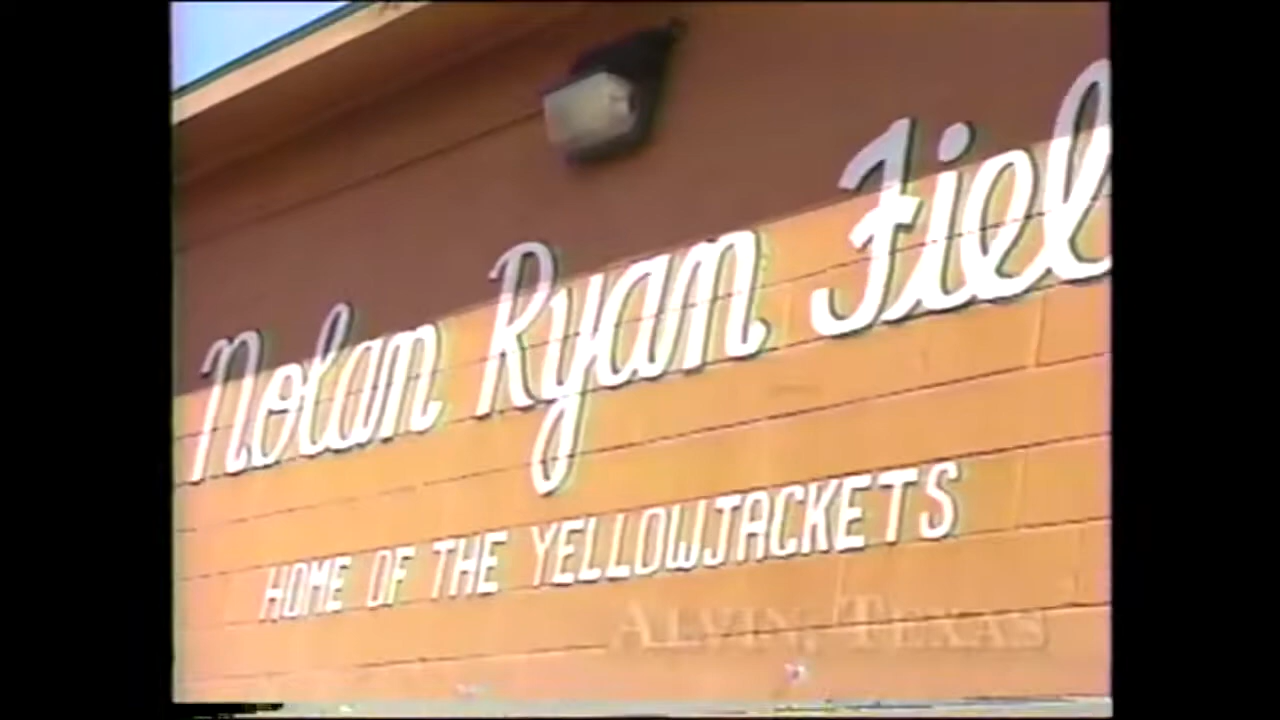 Nolan Ryan Fiel
HOME OF THE YELLOWJACKETS
ALVIN, TEXAS